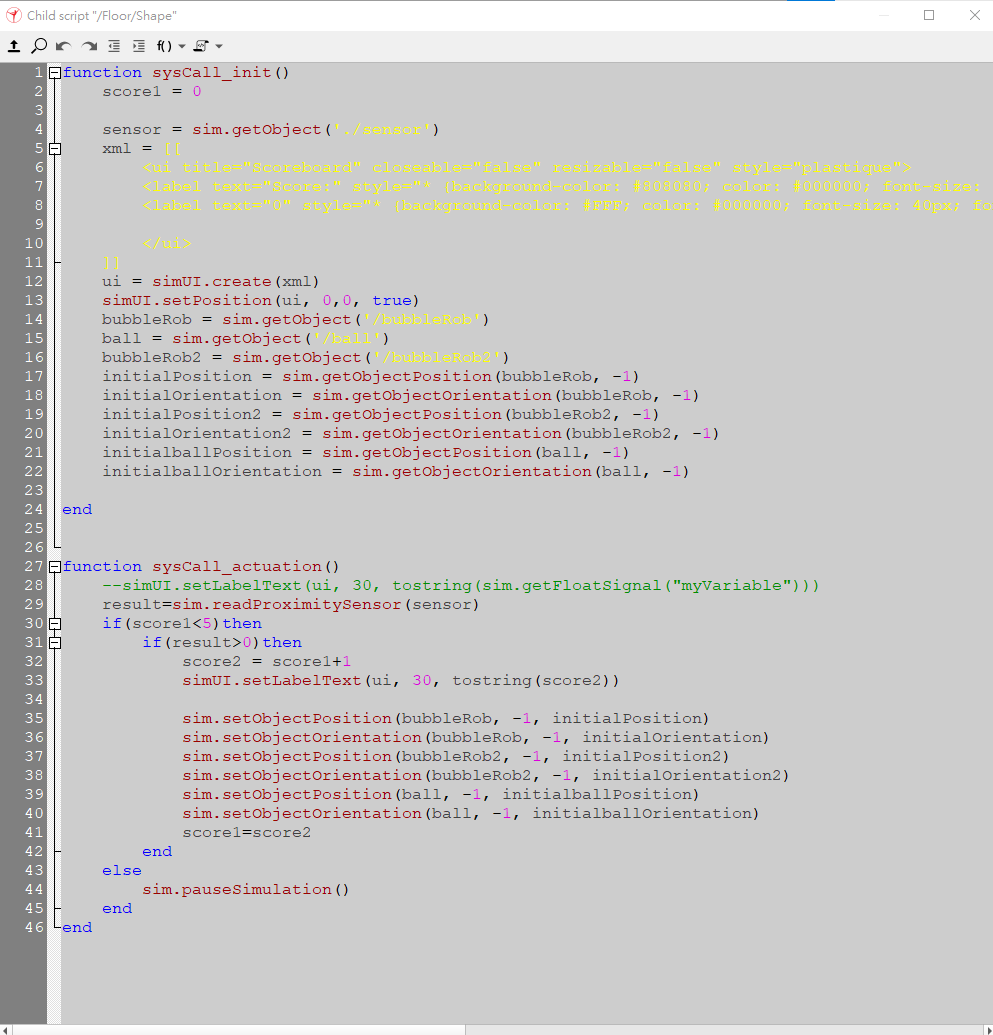 Child script "/Floor/Shape"
f()
1 function sysCall_init()
2 score1 = 0
3
4 sensor = sim.getObject('./sensor')
5 xml = [[
6 <ui title="Scoreboard" closeable="false" resizable="false" style="plastique">
7 <label text="Score:" style="* {background-color: #808080; color: #000000; font-size:
8 <label text="0" style="* {background-color: #FFF; color: #000000; font-size: 40px; fo
9
10 </ui>
11 ]]
12 ui = simUI.create(xml)
13 simUI.setPosition(ui, 0,0, true)
14 bubbleRob = sim.getObject('/bubbleRob')
15 ball = sim.getObject('/ball')
16 bubbleRob2 = sim.getObject('/bubbleRob2')
17 initialPosition = sim.getObjectPosition(bubbleRob, -1)
18 initialOrientation = sim.getObjectOrientation(bubbleRob, -1)
19 initialPosition2 = sim.getObjectPosition(bubbleRob2, -1)
20 initialOrientation2 = sim.getObjectOrientation(bubbleRob2, -1)
21 initialballPosition = sim.getObjectPosition(ball, -1)
22 initialballOrientation = sim.getObjectOrientation(ball, -1)
23
24 end
25
26
27 function sysCall_actuation()
28 --simUI.setLabelText(ui, 30, tostring(sim.getFloatSignal("myVariable")))
29 result=sim.readProximitySensor(sensor)
30 if(score1<5)then
31 if(result>0)then
32 score2 = score1+1
33 simUI.setLabelText(ui, 30, tostring(score2))
34
35 sim.setObjectPosition(bubbleRob, -1, initialPosition)
36 sim.setObjectOrientation(bubbleRob, -1, initialOrientation)
37 sim.setObjectPosition(bubbleRob2, -1, initialPosition2)
38 sim.setObjectOrientation(bubbleRob2, -1, initialOrientation2)
39 sim.setObjectPosition(ball, -1, initialballPosition)
40 sim.setObjectOrientation(ball, -1, initialballOrientation)
41 score1=score2
42 end
43 else
44 sim.pauseSimulation()
45 end
46 end